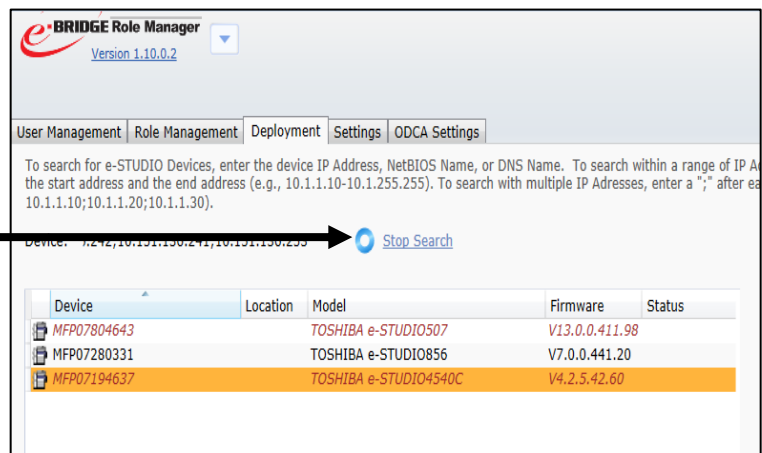 e-BRIDGE Role Manager
Version 1.10.0.2
User Management Role Management Deployment Settings ODCA Settings
To search for e-STUDIO Devices, enter the device IP Address, NetBIOS Name, or DNS Name. To search within a range of IP
the start address and the end address (e.g., 10.1.1.10-10.1.255.255). To search with multiple IP Adresses, enter a ";" after
10.1.1.10;10.1.1.20;10.1.1.30).
Stop Search
Device Location Model Firmware Status
MFP07804643 TOSHIBA e-STUDIO507 V13.0.0.411.98
MFP07280331 TOSHIBA e-STUDIO856 V7.0.0.441.20
MFP07194637 TOSHIBA e-STUDIO4540C V4.2.5.42.60